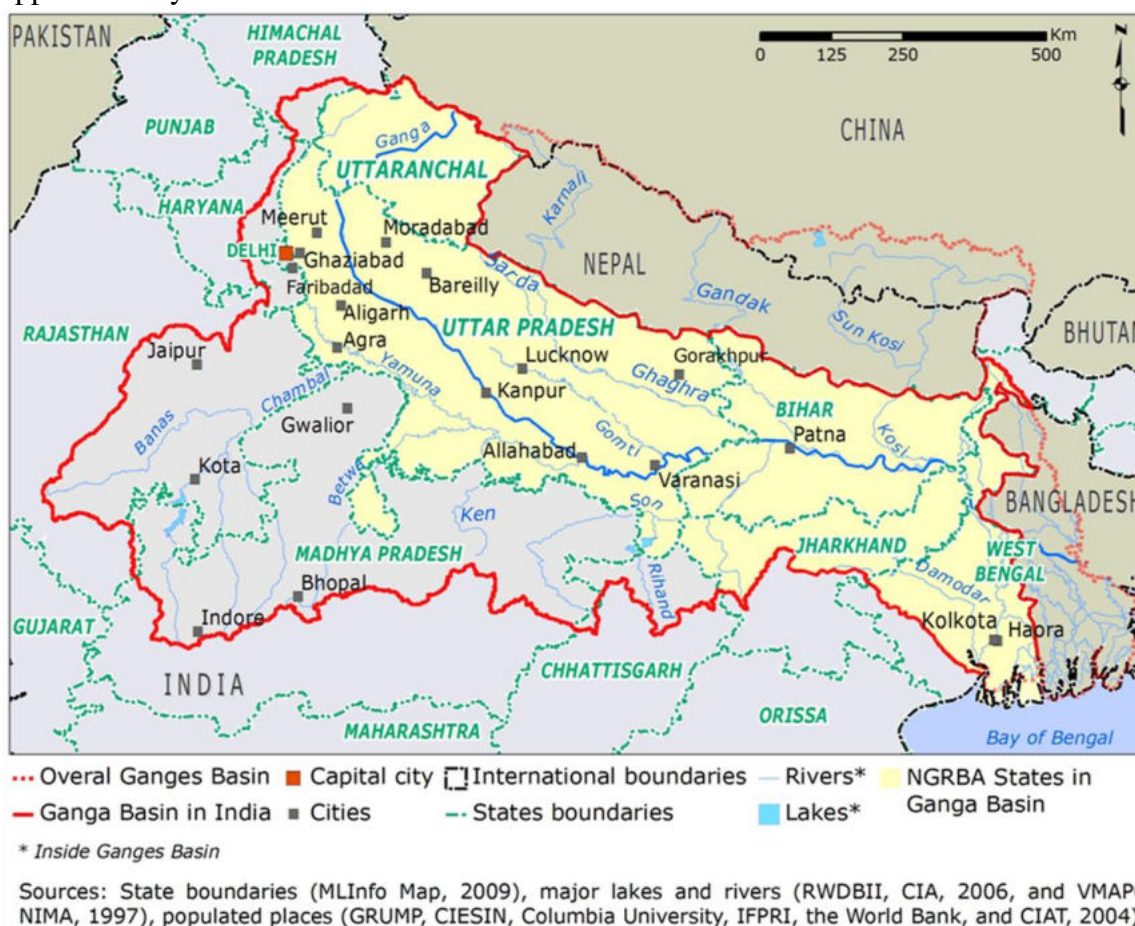 PAKISTAN
HIMACHAL
PRADESH
Km
0 125 250 500
N
PUNJAB
CHINA
Ganga
UTTARANCHAL
HARYANA
Karnali
Meerut
Moradabad
DELHI
Ghaziabad
NEPAL
Sarda
Faribadad
Bareilly
Gandak
Aligarh
RAJASTHAN
UTTAR PRADESH
Sun Kosi
BHUTAN
Jaipur
Agra
Lucknow
Gorakhpur
Yamuna
Ghaghra
Chambal
Kanpur
Banas
Gwalior
BIHAR
Gomti
Patna
Kosi
Allahabad
Kota
Varanasi
Betwa
Son
BANGLADESH
Ken
MADHYA PRADESH
JHARKHAND
WEST
BENGAL
Rihand
Damodar
Bhopal
GUJARAT
Indore
Kolkota
Haora
INDIA
CHHATTISGARH
MAHARASHTRA
ORISSA
Bay of Bengal
Overal Ganges Basin
Capital city
International boundaries
Rivers*
NGRBA States in
Ganga Basin
Ganga Basin in India
Cities
States boundaries
Lakes*
* Inside Ganges Basin
Sources: State boundaries (MLInfo Map, 2009), major lakes and rivers (RWDBII, CIA, 2006, and VMAP
NIMA, 1997), populated places (GRUMP, CIESIN, Columbia University, IFPRI, the World Bank, and CIAT, 2004)